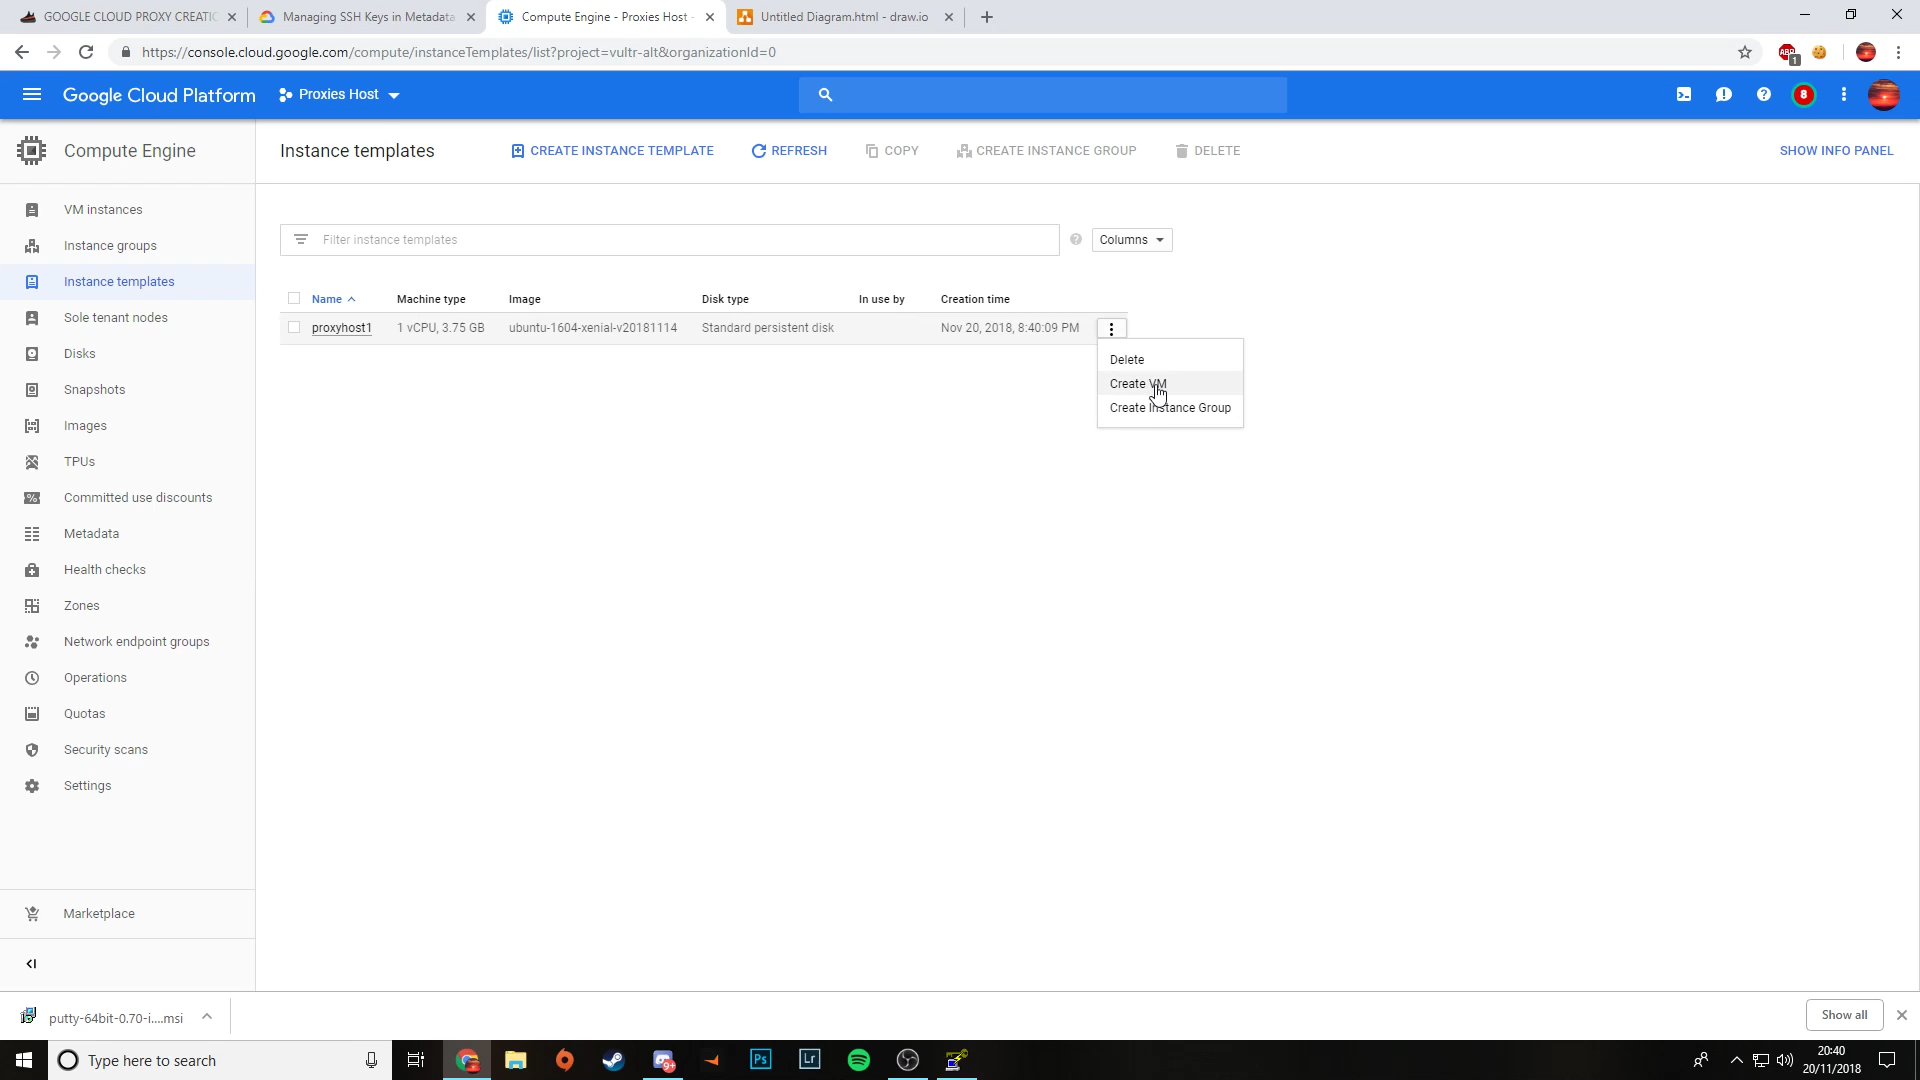 GOOGLE CLOUD PROXY CREATIO
Managing SSH Keys in Metadata
Compute Engine - Proxies Host -
Untitled Diagram.html - draw.io
https://console.cloud.google.com/compute/instanceTemplates/list?project=vultr-alt&organizationId=0
ABP
1
Google Cloud Platform
Proxies Host
8
Compute Engine
Instance templates
CREATE INSTANCE TEMPLATE
REFRESH
COPY
CREATE INSTANCE GROUP
DELETE
SHOW INFO PANEL
VM instances
Instance groups
Instance templates
Sole tenant nodes
Disks
Snapshots
Images
TPUs
Committed use discounts
Metadata
Health checks
Zones
Network endpoint groups
Operations
Quotas
Security scans
Settings
Marketplace
Filter instance templates
Columns
Name Machine type Image Disk type In use by Creation time
proxyhost1 1 vCPU, 3.75 GB ubuntu-1604-xenial-v20181114 Standard persistent disk Nov 20, 2018, 8:40:09 PM
Delete
Create VM
Create Instance Group
putty-64bit-0.70-i....msi
Show all
Type here to search
9+
Ps
Lr
20:40
20/11/2018